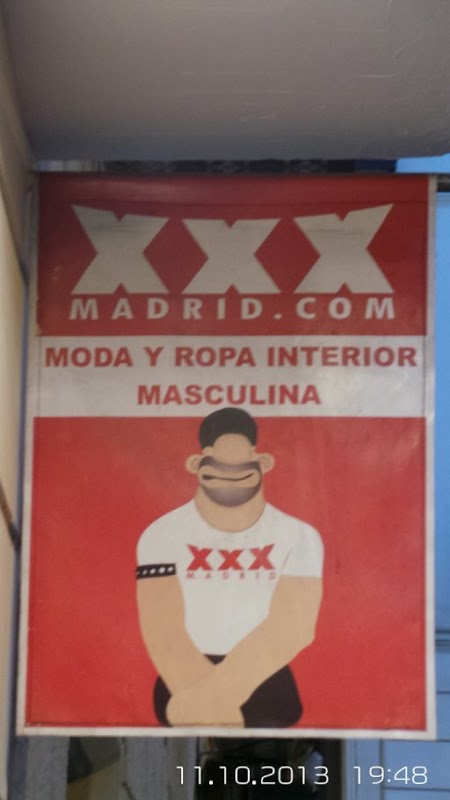 XXX
MADRID.COM
MODA Y ROPA INTERIOR
MASCULINA
XXX
MADRID
11.10.2013 19:48